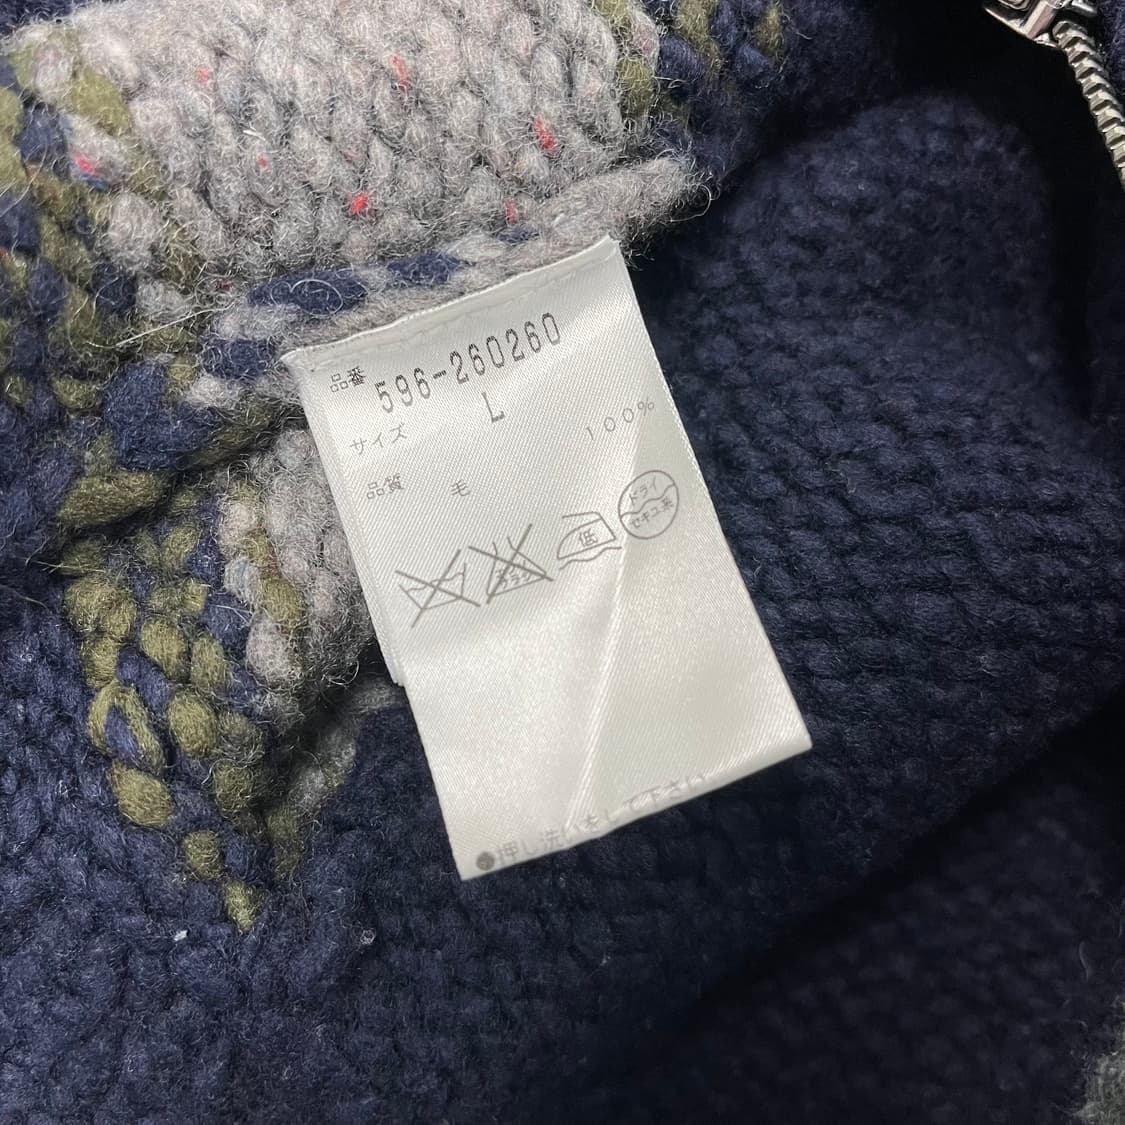 品番 596-260260
サイズ L
品質 毛 100%
低 ドライ セキユ系
●押し洗いをして下さい